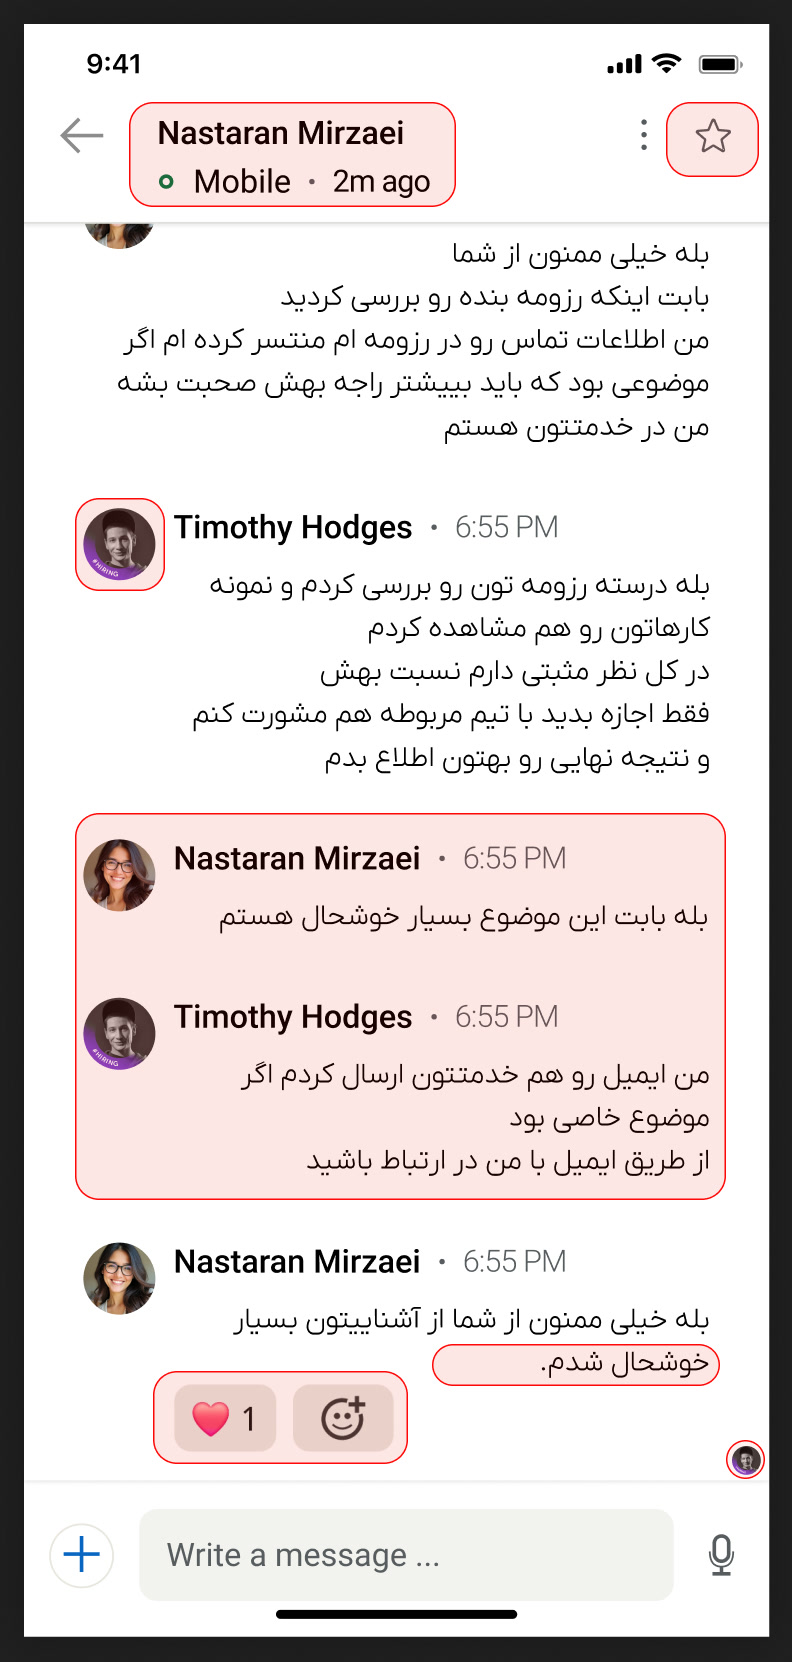 9:41
Nastaran Mirzaei
Mobile • 2m ago
بله خیلی ممنون از شما
بابت اینکه رزومه بنده رو بررسی کردید
من اطلاعات تماس رو در رزومه ام منتسر کرده ام اگر
موضوعی بود که باید بییشتر راجه بهش صحبت بشه
من در خدمتتون هستم
Timothy Hodges • 6:55 PM
#HIRING
بله درسته رزومه تون رو بررسی کردم و نمونه
کارهاتون رو هم مشاهده کردم
در کل نظر مثبتی دارم نسبت بهش
فقط اجازه بدید با تیم مربوطه هم مشورت کنم
و نتیجه نهایی رو بهتون اطلاع بدم
Nastaran Mirzaei • 6:55 PM
بله بابت این موضوع بسیار خوشحال هستم
Timothy Hodges • 6:55 PM
#HIRING
من ایمیل رو هم خدمتتون ارسال کردم اگر
موضوع خاصی بود
از طریق ایمیل با من در ارتباط باشید
Nastaran Mirzaei • 6:55 PM
بله خیلی ممنون از شما از آشناییتون بسیار
خوشحال شدم.
1
Write a message ...